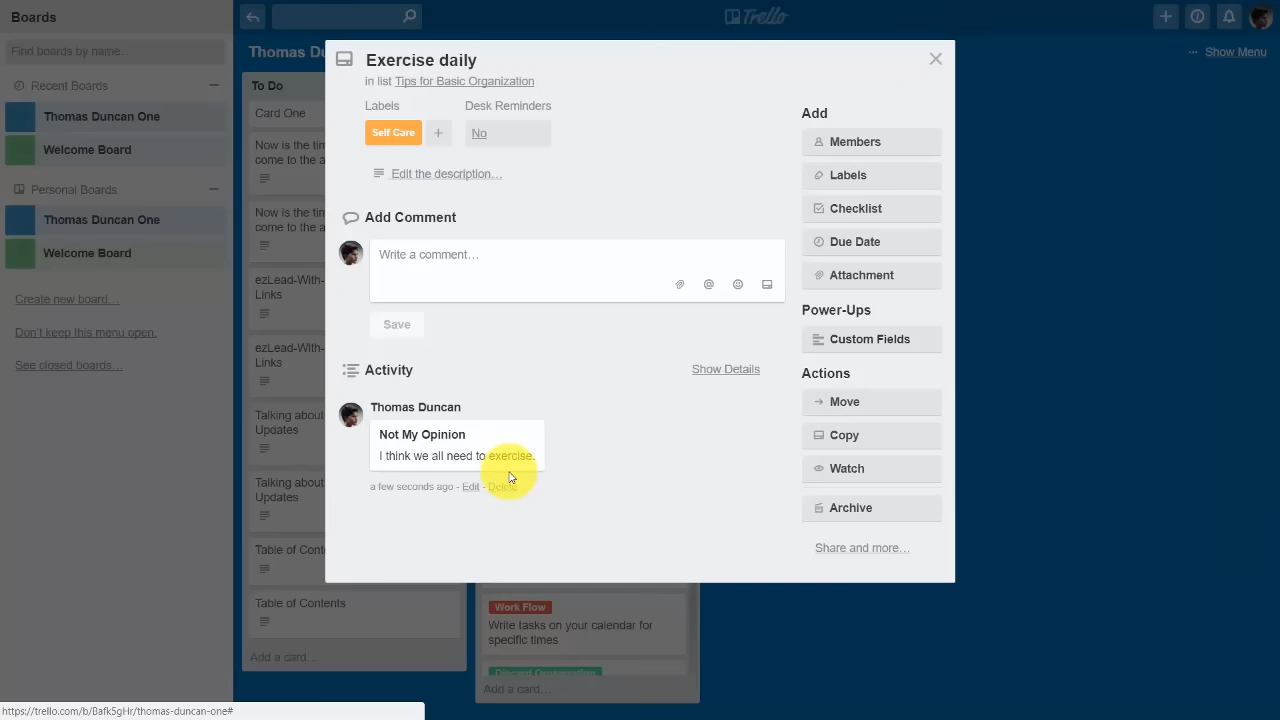 Boards
Find boards by name…
Recent Boards
Thomas Duncan One
Welcome Board
Personal Boards
Thomas Duncan One
Welcome Board
Create new board…
Don't keep this menu open.
See closed boards…
Trello
Thomas Du
Show Menu
To Do
Card One
Now is the tim
come to the a
Now is the tim
come to the a
ezLead-With-
Links
ezLead-With-
Links
Talking about
Updates
Talking about
Updates
Table of Conte
Table of Contents
Add a card…
Exercise daily
in list Tips for Basic Organization
Labels
Desk Reminders
Self Care
No
Edit the description…
Add Comment
Write a comment…
Save
Activity
Show Details
Thomas Duncan
Not My Opinion
I think we all need to exercise.
a few seconds ago - Edit - Delete
Add
Members
Labels
Checklist
Due Date
Attachment
Power-Ups
Custom Fields
Actions
Move
Copy
Watch
Archive
Share and more…
Work Flow
Write tasks on your calendar for
specific times
Add a card…
https://trello.com/b/Bafk5gHr/thomas-duncan-one#